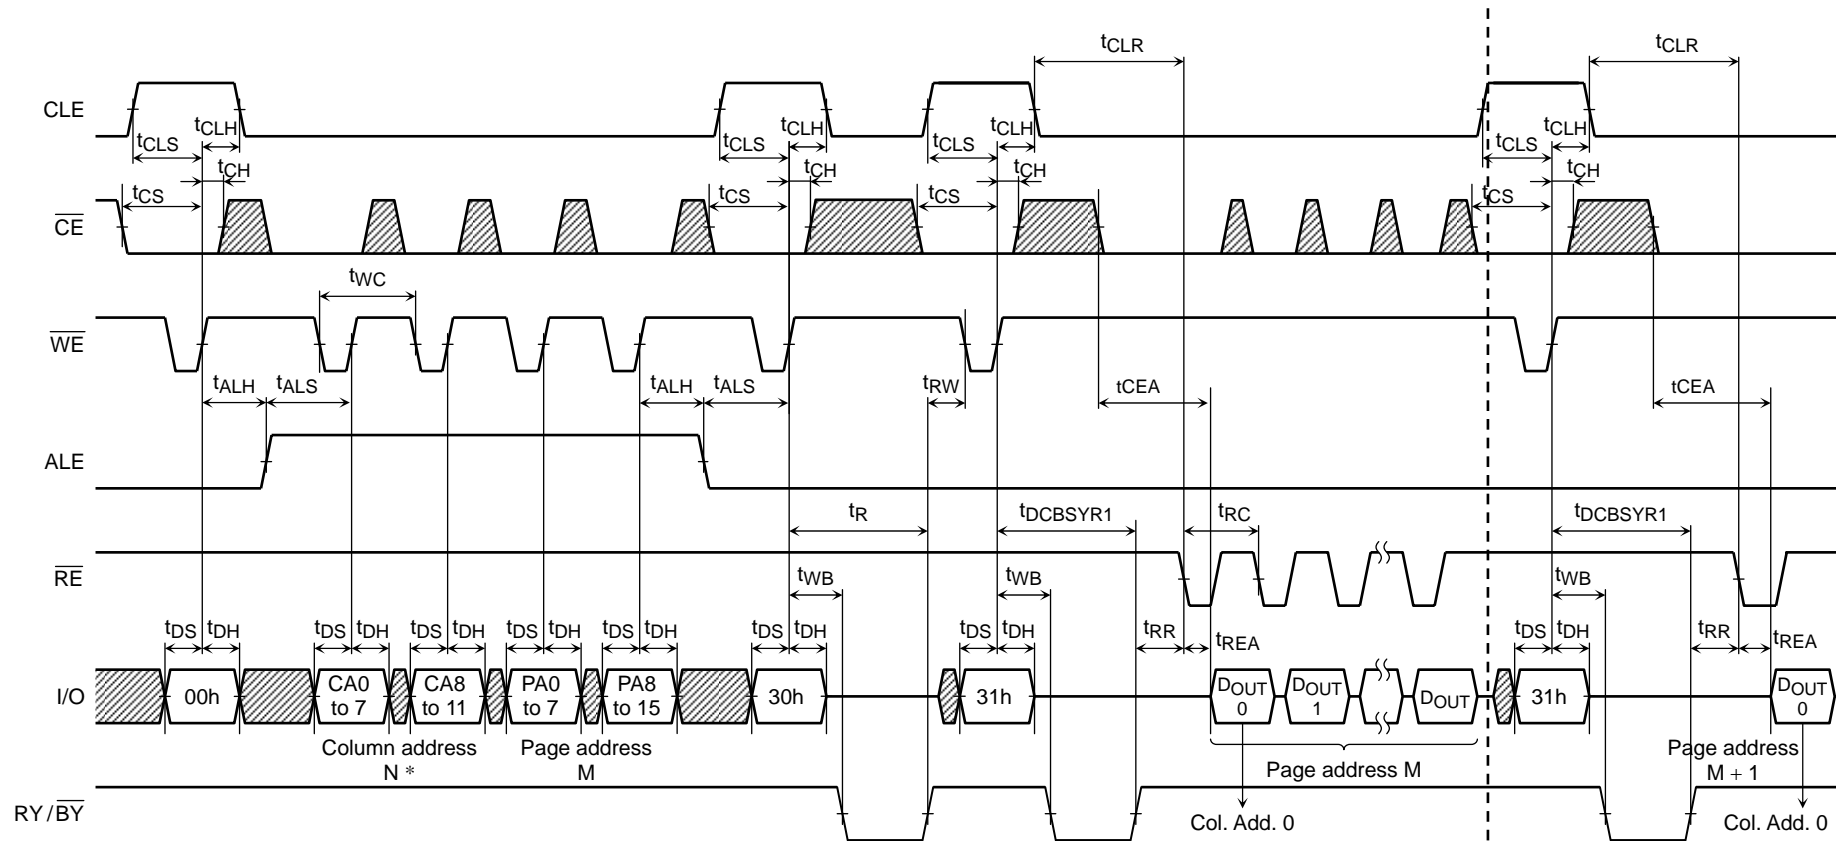 tCLR tCLR
CLE
tCLH tCLH tCLH tCLH
tCLS tCLS tCLS tCLS
tCH tCH tCH tCH
tCS tCS tCS tCS
CE
tWC
WE
tALH tALS tALH tALS tRW tCEA tCEA
ALE
tR tDCBSYR1 tRC tDCBSYR1
RE
tWB tWB tWB
tDS tDH tDS tDH tDS tDH tDS tDH tDS tDH tDS tDH tDS tDH tRR tREA tDS tDH tRR tREA
I/O
00h
CA0
to 7
CA8
to 11
PA0
to 7
PA8
to 15
30h
31h
DOUT
0
DOUT
1
DOUT
31h
DOUT
0
Column address
N *
Page address
M
Page address M
Page address
M + 1
RY/BY
Col. Add. 0
Col. Add. 0